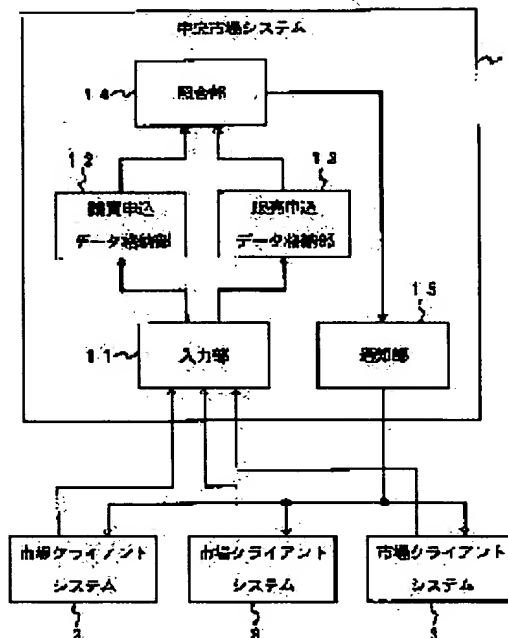 中央市場システム
14
照合部
12
13
購買申込
データ格納部
販売申込
データ格納部
15
11
入力部
通知部
市場クライアント
システム
市場クライアント
システム
市場クライアント
システム
2
3